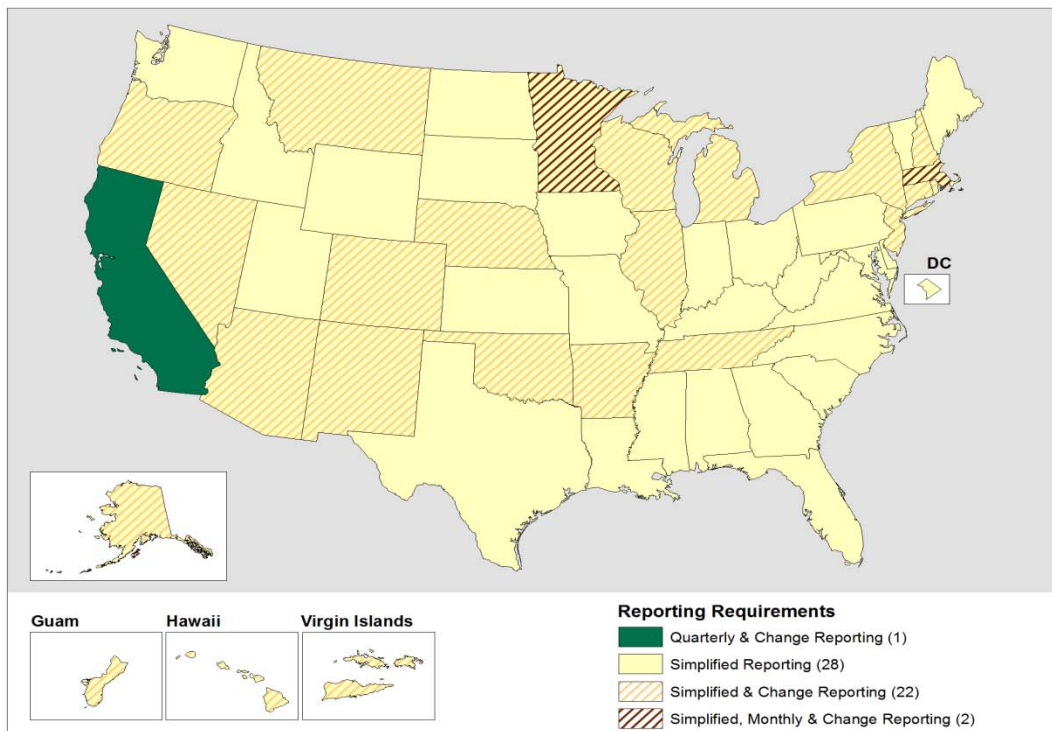 DC
Guam
Hawaii
Virgin Islands
Reporting Requirements
Quarterly & Change Reporting (1)
Simplified Reporting (28)
Simplified & Change Reporting (22)
Simplified, Monthly & Change Reporting (2)